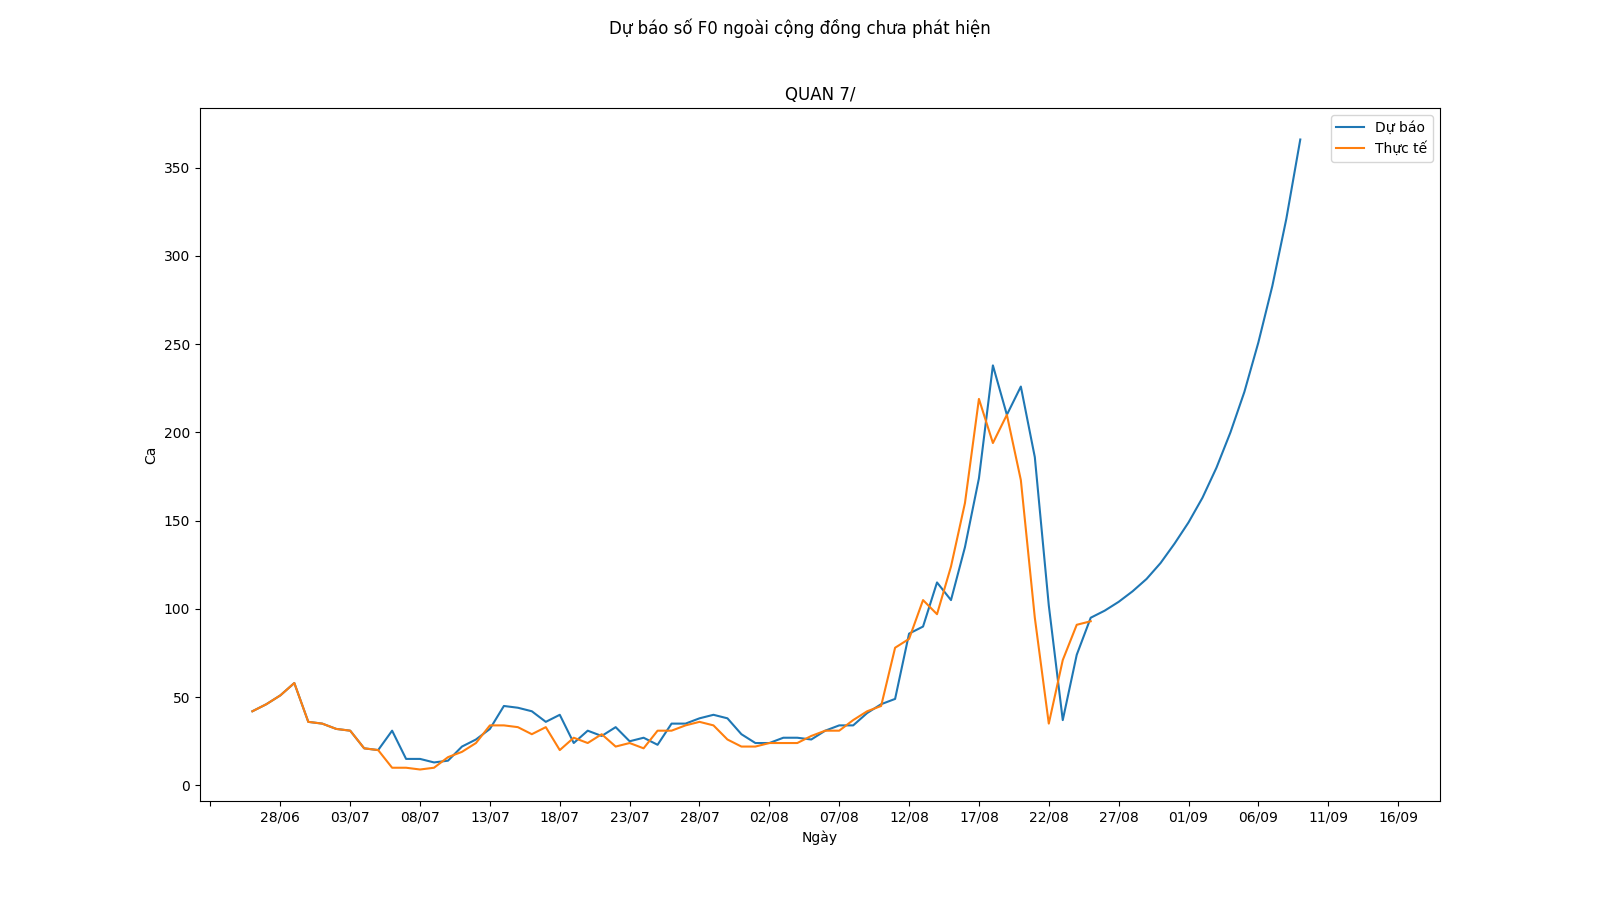 Dự báo số F0 ngoài cộng đồng chưa phát hiện
QUAN 7/
Dự báo
Thực tế
350
300
250
200
150
100
50
0
Ca
28/06 03/07 08/07 13/07 18/07 23/07 28/07 02/08 07/08 12/08 17/08 22/08 27/08 01/09 06/09 11/09 16/09
Ngày